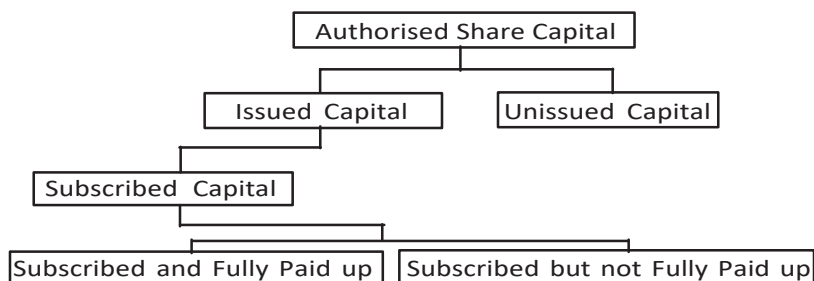 Authorised Share Capital
Issued Capital
Unissued Capital
Subscribed Capital
Subscribed and Fully Paid up
Subscribed but not Fully Paid up